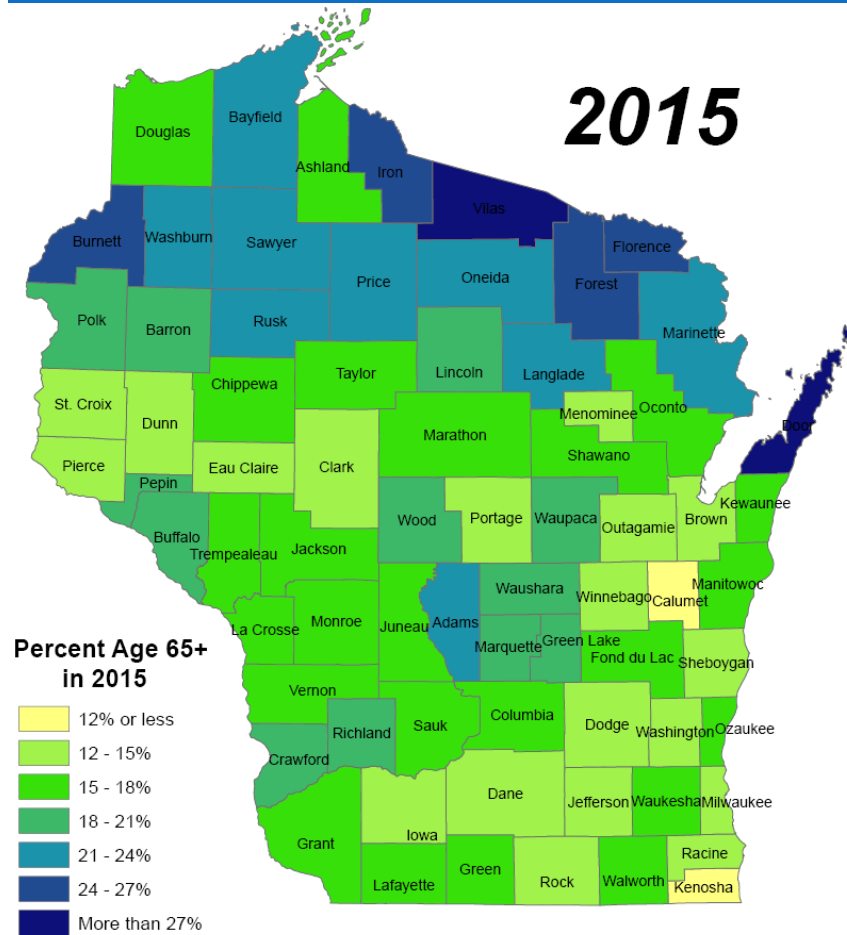 2015
Douglas
Bayfield
Ashland
Iron
Vilas
Burnett
Washburn
Sawyer
Price
Oneida
Forest
Florence
Marinette
Polk
Barron
Rusk
Lincoln
Langlade
Chippewa
Taylor
Menominee
Oconto
Door
St. Croix
Dunn
Marathon
Shawano
Pierce
Pepin
Eau Claire
Clark
Wood
Portage
Waupaca
Outagamie
Brown
Kewaunee
Buffalo
Trempealeau
Jackson
Adams
Waushara
Winnebago
Calumet
Manitowoc
La Crosse
Monroe
Juneau
Marquette
Green Lake
Fond du Lac
Sheboygan
Vernon
Sauk
Columbia
Dodge
Washington
Ozaukee
Richland
Crawford
Grant
Iowa
Dane
Jefferson
Waukesha
Milwaukee
Lafayette
Green
Rock
Walworth
Racine
Kenosha
Percent Age 65+
in 2015
12% or less
12 - 15%
15 - 18%
18 - 21%
21 - 24%
24 - 27%
More than 27%